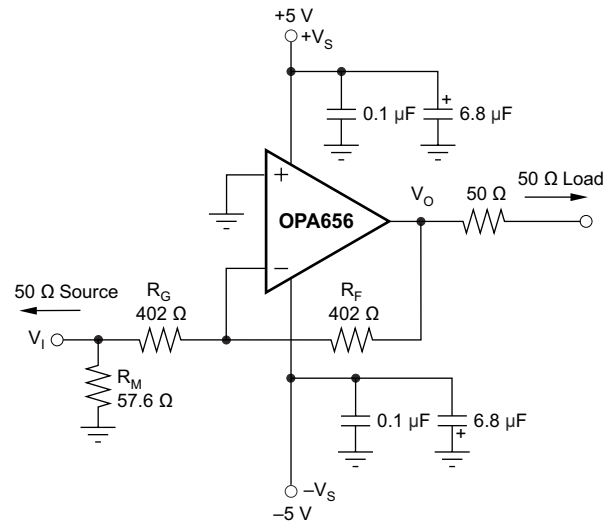 +5 V
+V_S
0.1 µF
+
6.8 µF
+
OPA656
−
V_O
50 Ω
50 Ω Load
50 Ω Source
V_I
R_G
402 Ω
R_F
402 Ω
R_M
57.6 Ω
0.1 µF
6.8 µF
+
−V_S
−5 V